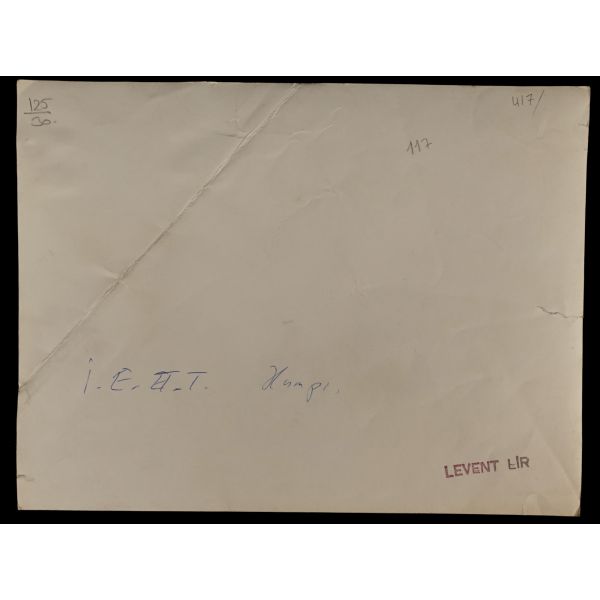 125
30.
417/
117
İ.E.T.T. Kampı.
LEVENT LİR